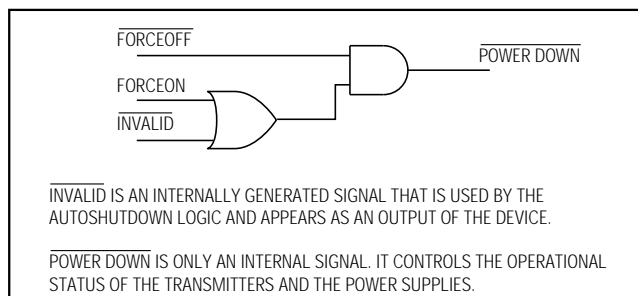 FORCEOFF
POWER DOWN
FORCEON
INVALID
INVALID IS AN INTERNALLY GENERATED SIGNAL THAT IS USED BY THE
AUTOSHUTDOWN LOGIC AND APPEARS AS AN OUTPUT OF THE DEVICE.
POWER DOWN IS ONLY AN INTERNAL SIGNAL. IT CONTROLS THE OPERATIONAL
STATUS OF THE TRANSMITTERS AND THE POWER SUPPLIES.